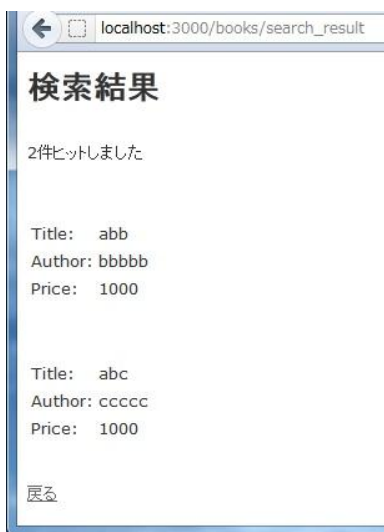 localhost:3000/books/search_result
検索結果
2件ヒットしました
Title: abb
Author: bbbbb
Price: 1000
Title: abc
Author: ccccc
Price: 1000
戻る